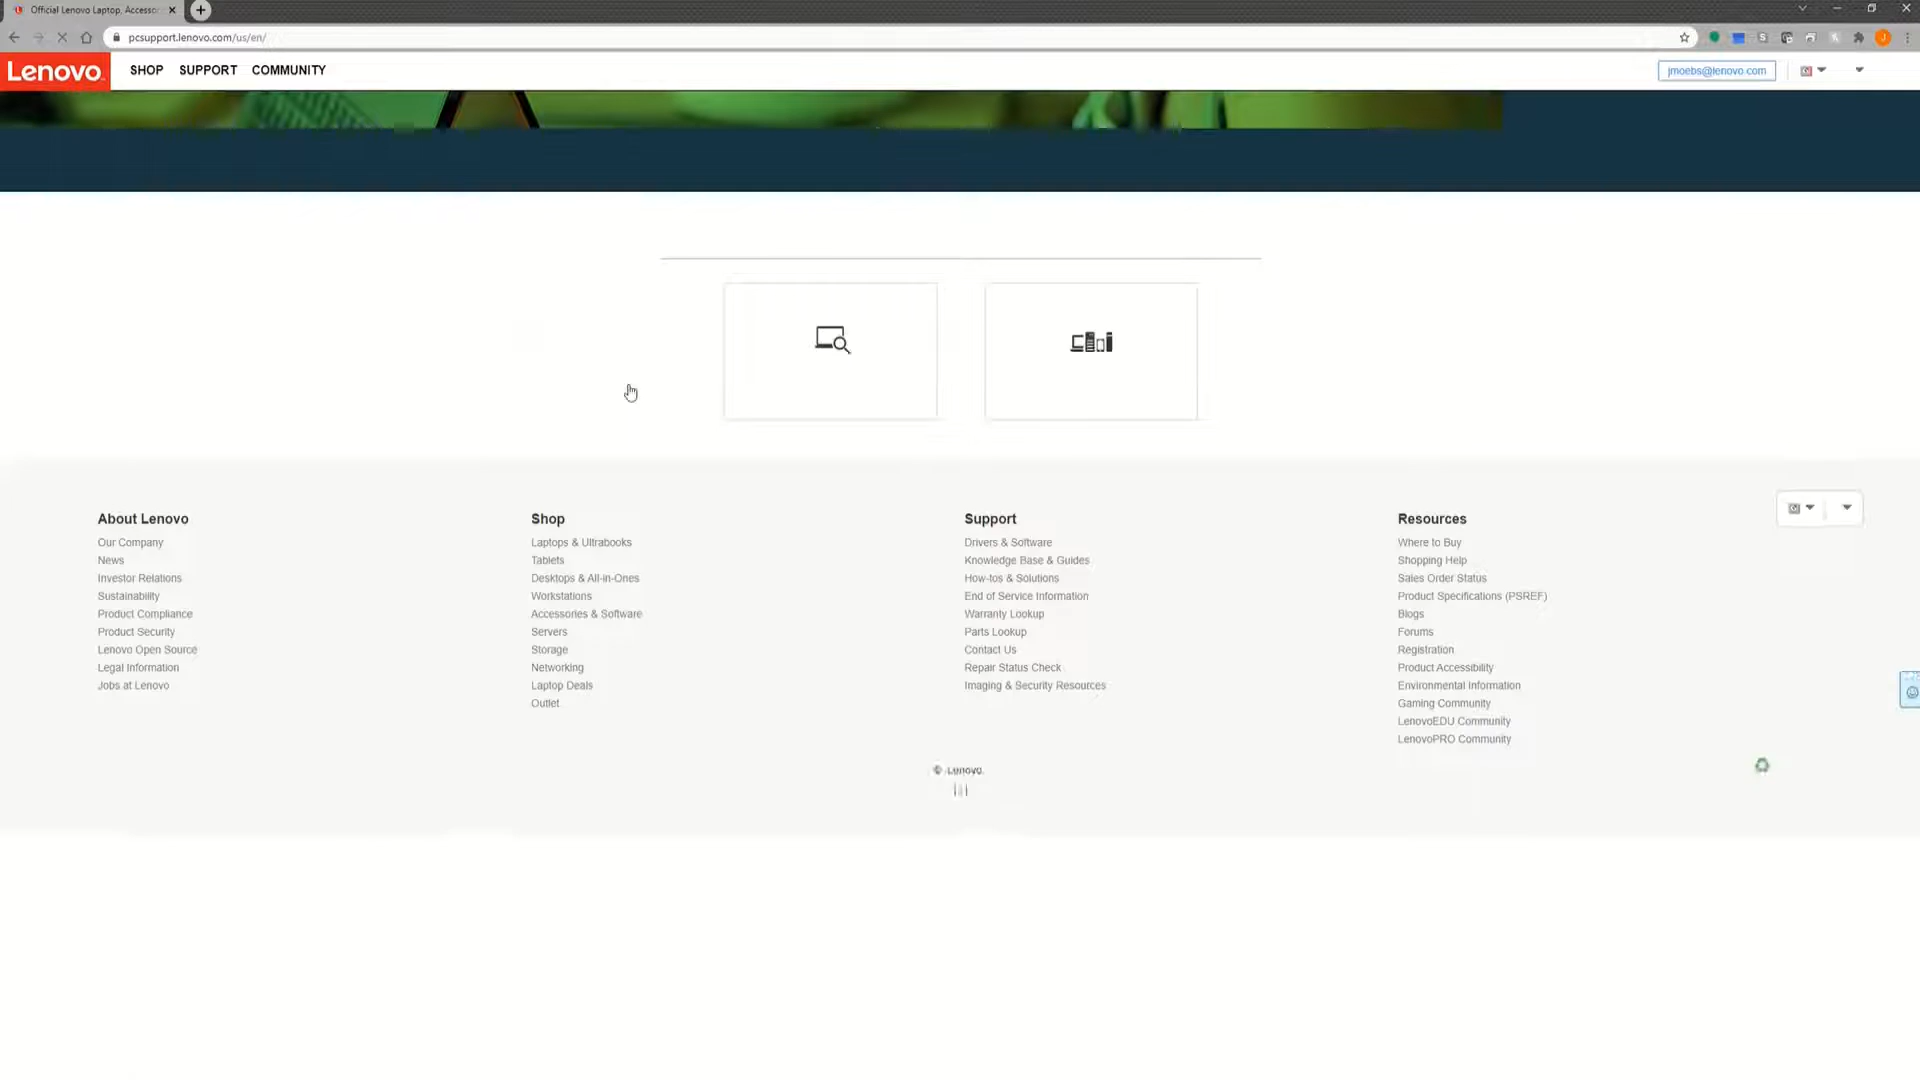 Official Lenovo Laptop, Accesso
pcsupport.lenovo.com/us/en/
Lenovo
SHOP SUPPORT COMMUNITY
jmoebs@lenovo.com
About Lenovo
Our Company
News
Investor Relations
Sustainability
Product Compliance
Product Security
Lenovo Open Source
Legal Information
Jobs at Lenovo
Shop
Laptops & Ultrabooks
Tablets
Desktops & All-in-Ones
Workstations
Accessories & Software
Servers
Storage
Networking
Laptop Deals
Outlet
Support
Drivers & Software
Knowledge Base & Guides
How-tos & Solutions
End of Service Information
Warranty Lookup
Parts Lookup
Contact Us
Repair Status Check
Imaging & Security Resources
Resources
Where to Buy
Shopping Help
Sales Order Status
Product Specifications (PSREF)
Blogs
Forums
Registration
Product Accessibility
Environmental Information
Gaming Community
LenovoEDU Community
LenovoPRO Community
© Lenovo.
| | |